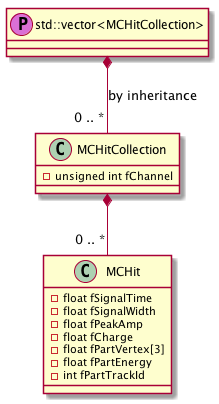 P std::vector<MCHitCollection>
by inheritance
0 .. *
C MCHitCollection
unsigned int fChannel
0 .. *
C MCHit
float fSignalTime
float fSignalWidth
float fPeakAmp
float fCharge
float fPartVertex[3]
float fPartEnergy
int fPartTrackId